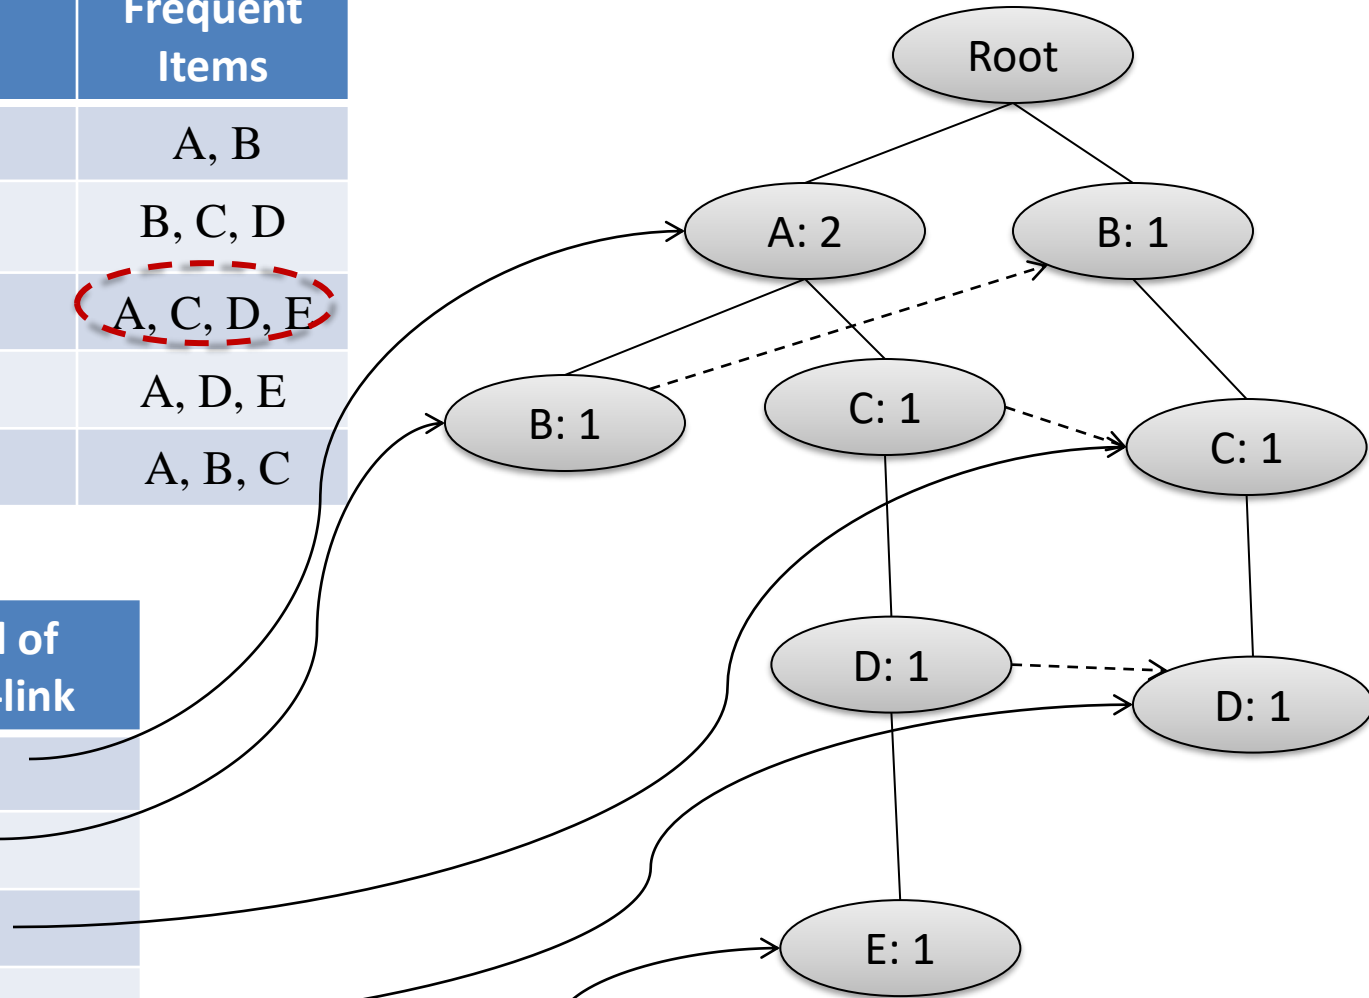 Frequent
Items
A, B
B, C, D
A, C, D, E
A, D, E
A, B, C
of
-link
Root
A: 2
B: 1
B: 1
C: 1
C: 1
D: 1
D: 1
E: 1